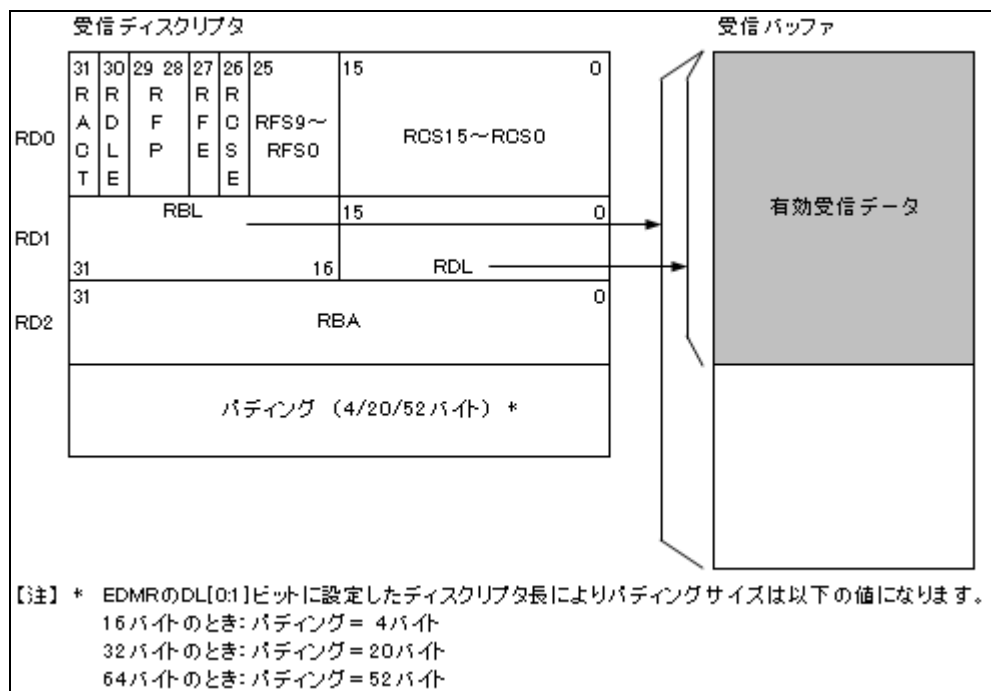 受信ディスクリプタ
受信バッファ
31 30 29 28 27 26 25 15 0
RD0
RACT
RDLE
RFP
RFE
RCSE
RFS9~
RFS0
RCS15~RCS0
有効受信データ
RD1
RBL
31 16
15 0
RDL
RD2
31 0
RBA
パディング (4/20/52バイト) *
【注】 * EDMRのDL[0:1]ビットに設定したディスクリプタ長によりパディングサイズは以下の値になります。
16バイトのとき:パディング= 4バイト
32バイトのとき:パディング=20バイト
64バイトのとき:パディング=52バイト